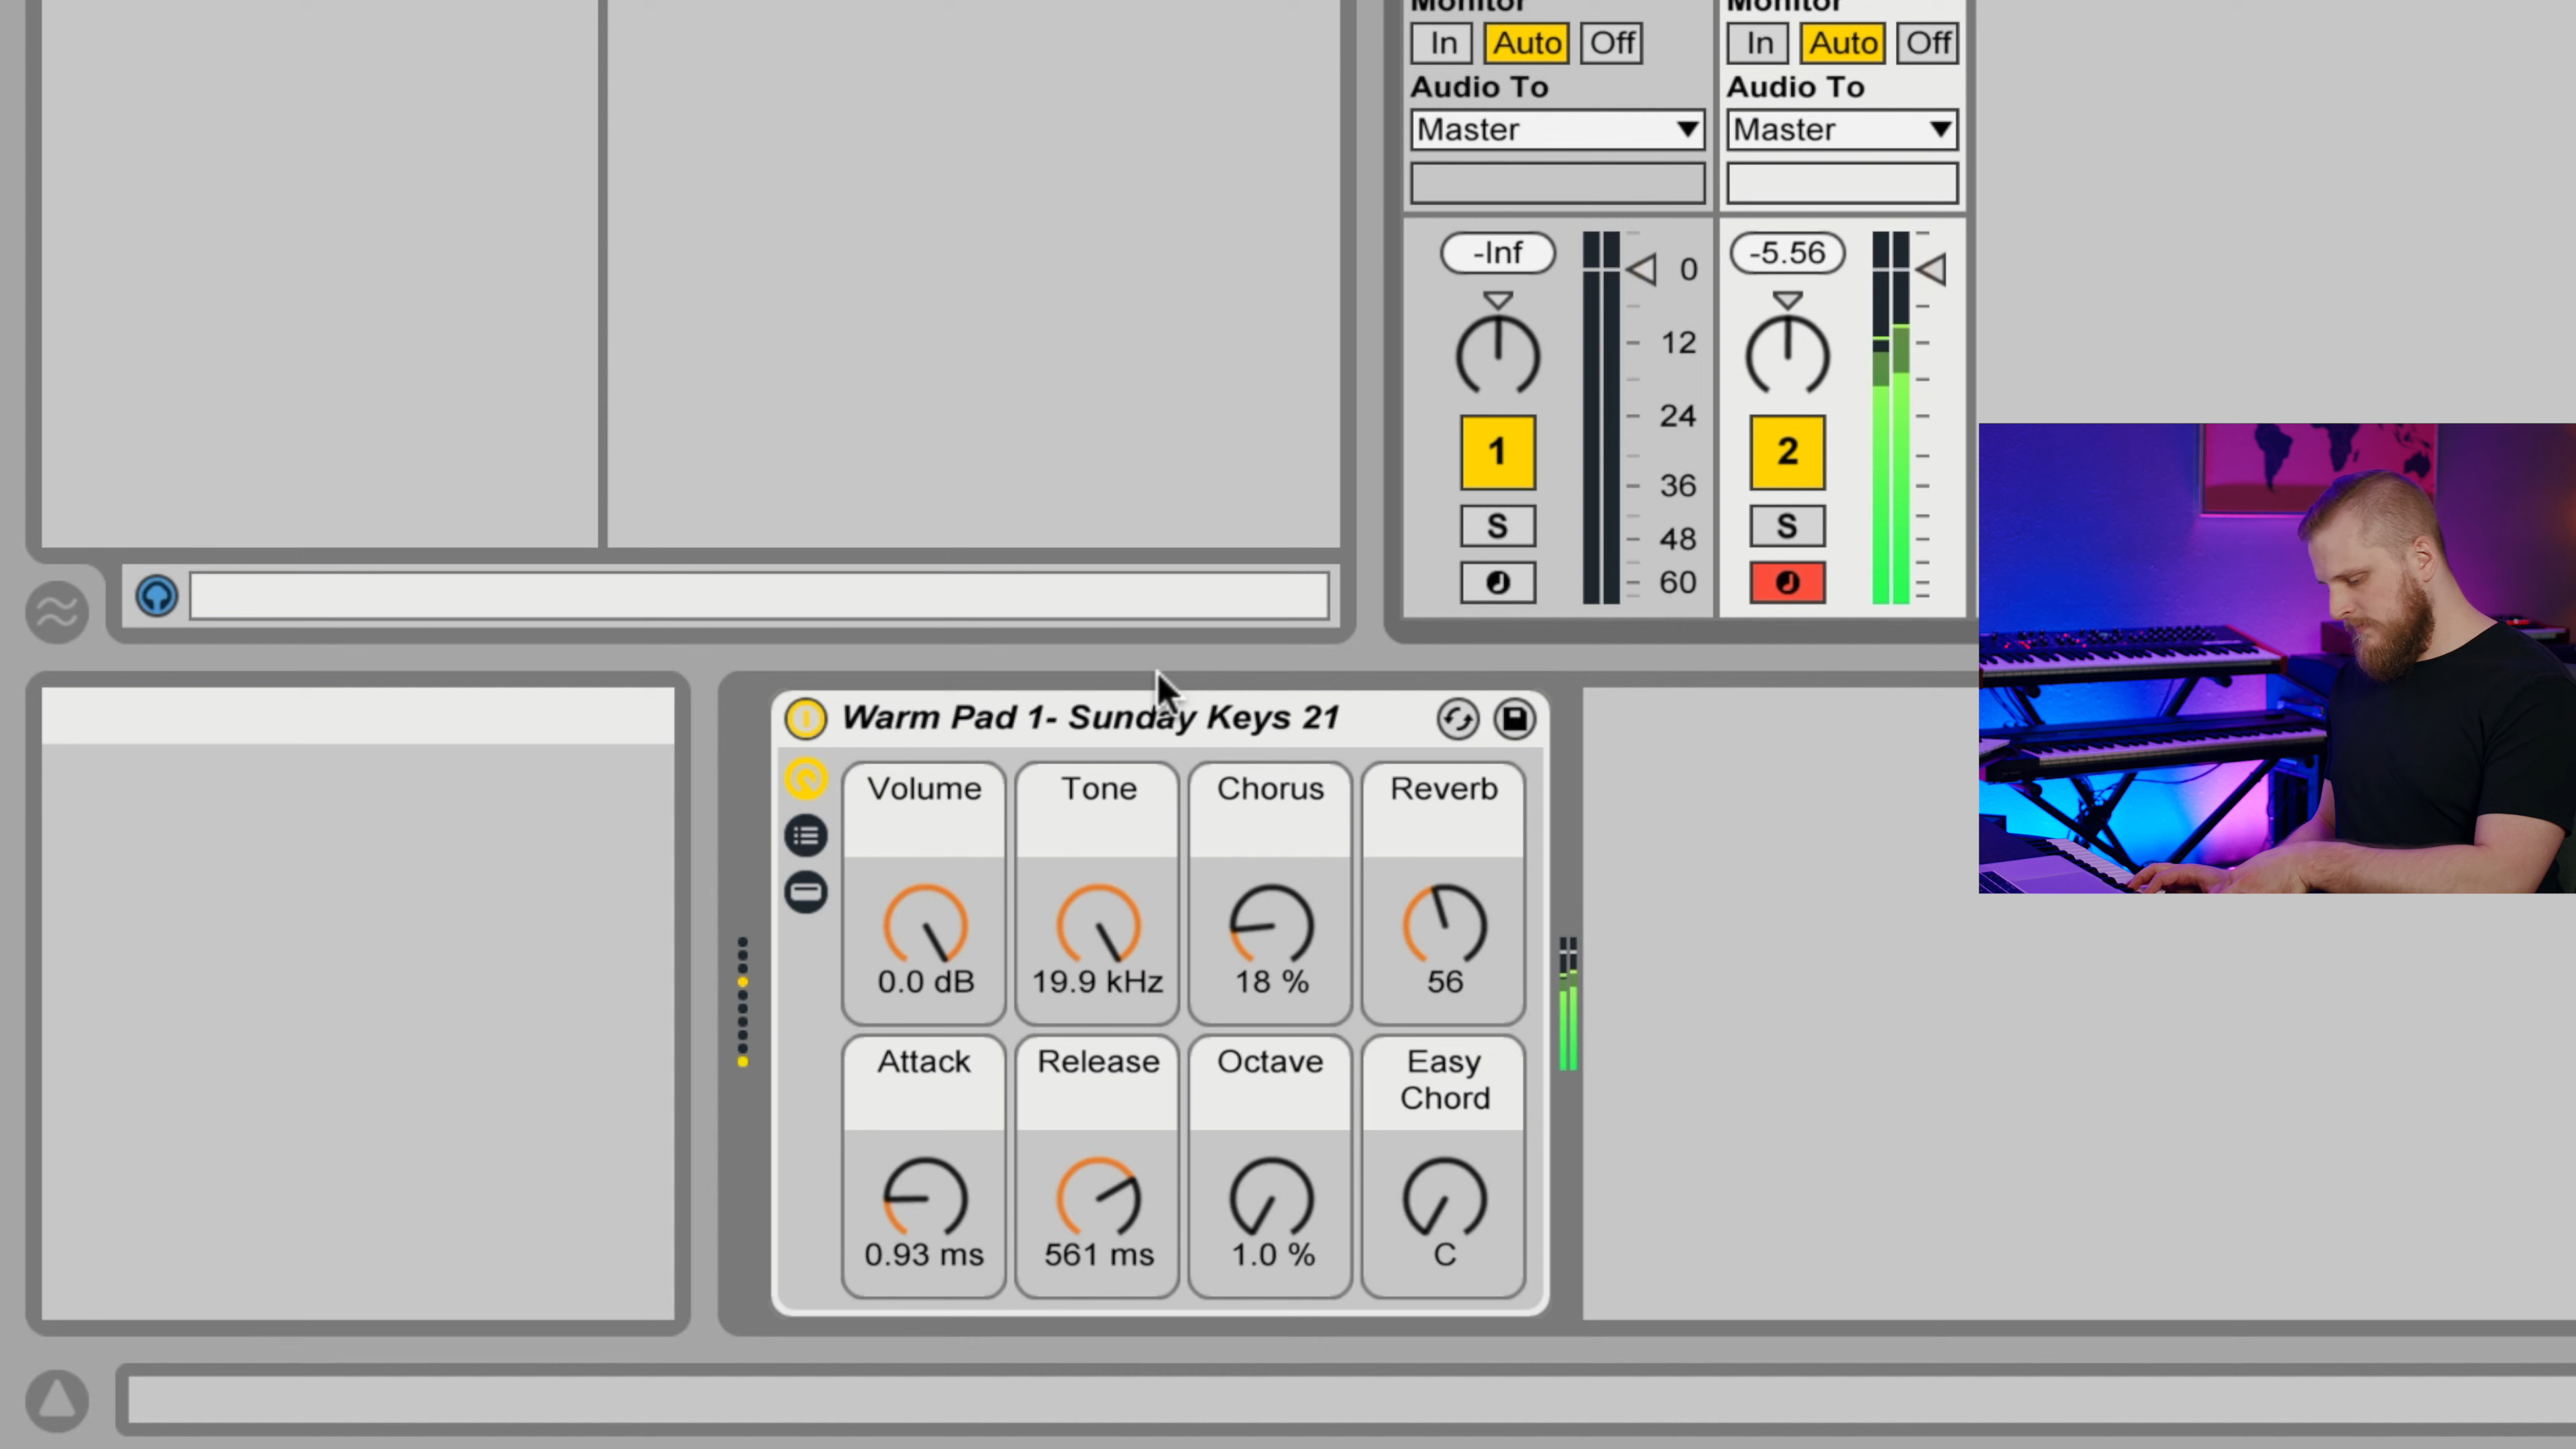 Monitor Monitor
In Auto Off In Auto Off
Audio To Audio To
Master Master
-Inf 0 -5.56
12
24
1 2
36
S S
48
60
Warm Pad 1- Sunday Keys 21
Volume Tone Chorus Reverb
0.0 dB 19.9 kHz 18 % 56
Attack Release Octave Easy
Chord
0.93 ms 561 ms 1.0 % C